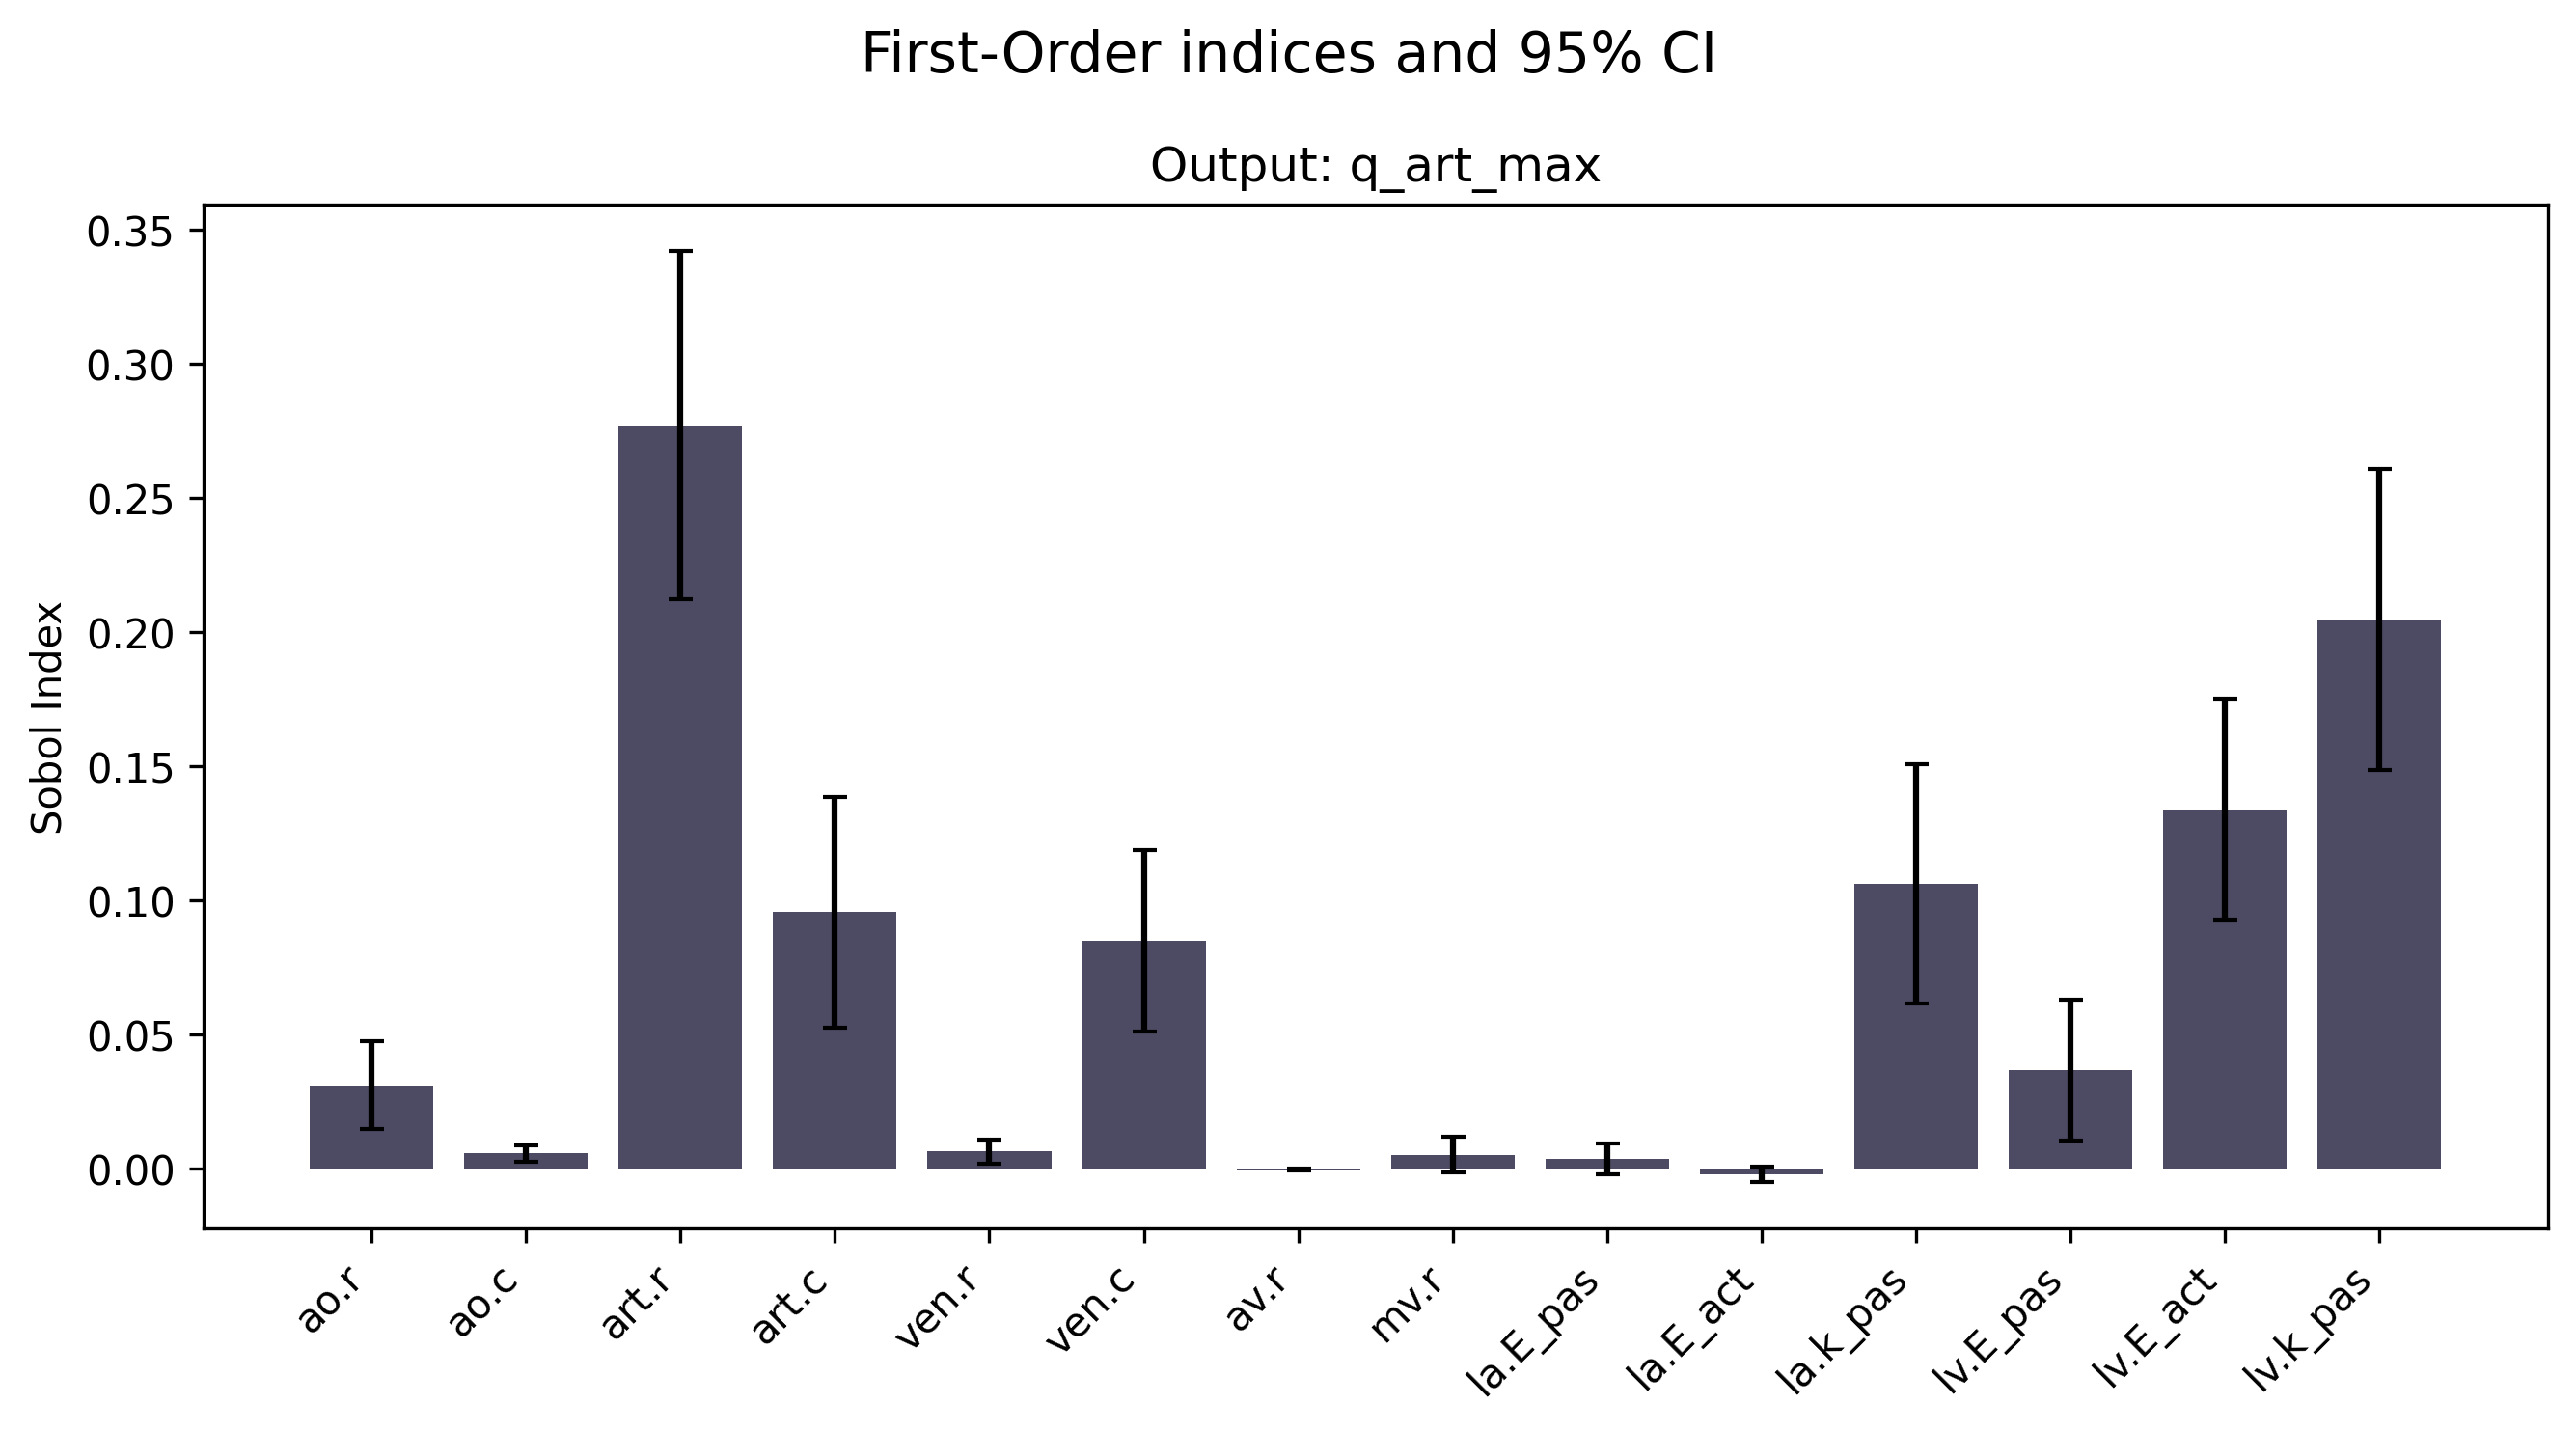 First-Order indices and 95% CI
Output: q_art_max
Sobol Index
0.35
0.30
0.25
0.20
0.15
0.10
0.05
0.00
ao.r
ao.c
art.r
art.c
ven.r
ven.c
av.r
mv.r
la.E_pas
la.E_act
la.k_pas
lv.E_pas
lv.E_act
lv.k_pas